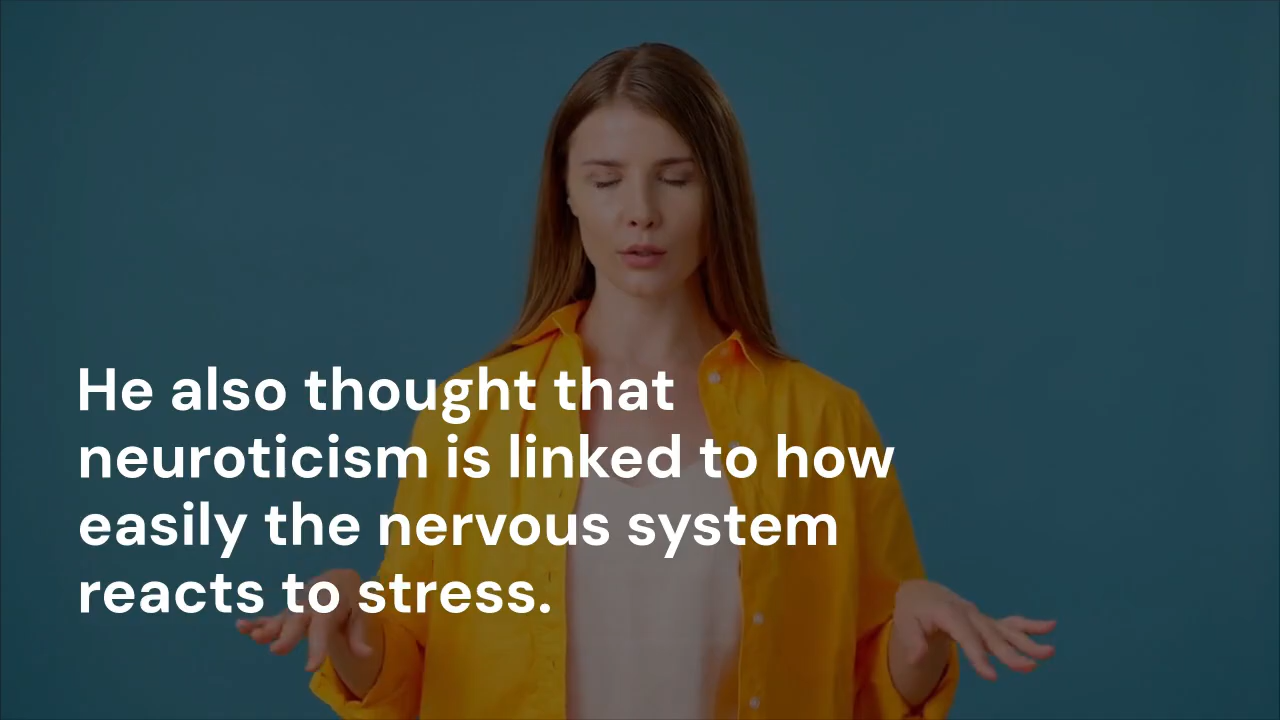 He also thought that
neuroticism is linked to how
easily the nervous system
reacts to stress.